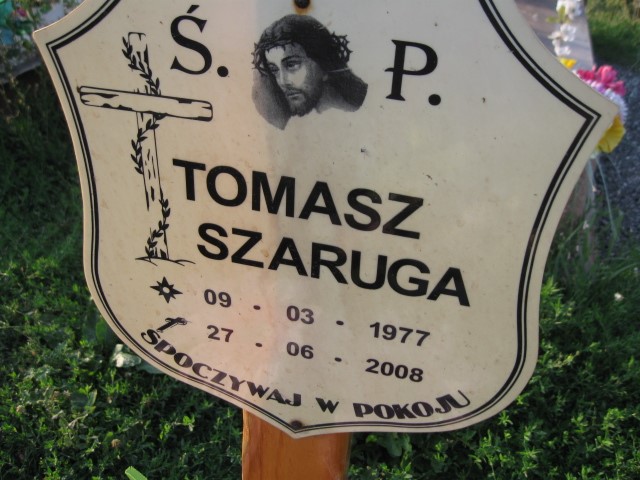 Ś. P.
TOMASZ
SZARUGA
09 · 03 · 1977
27 · 06 · 2008
SPOCZYWAJ W POKOJU